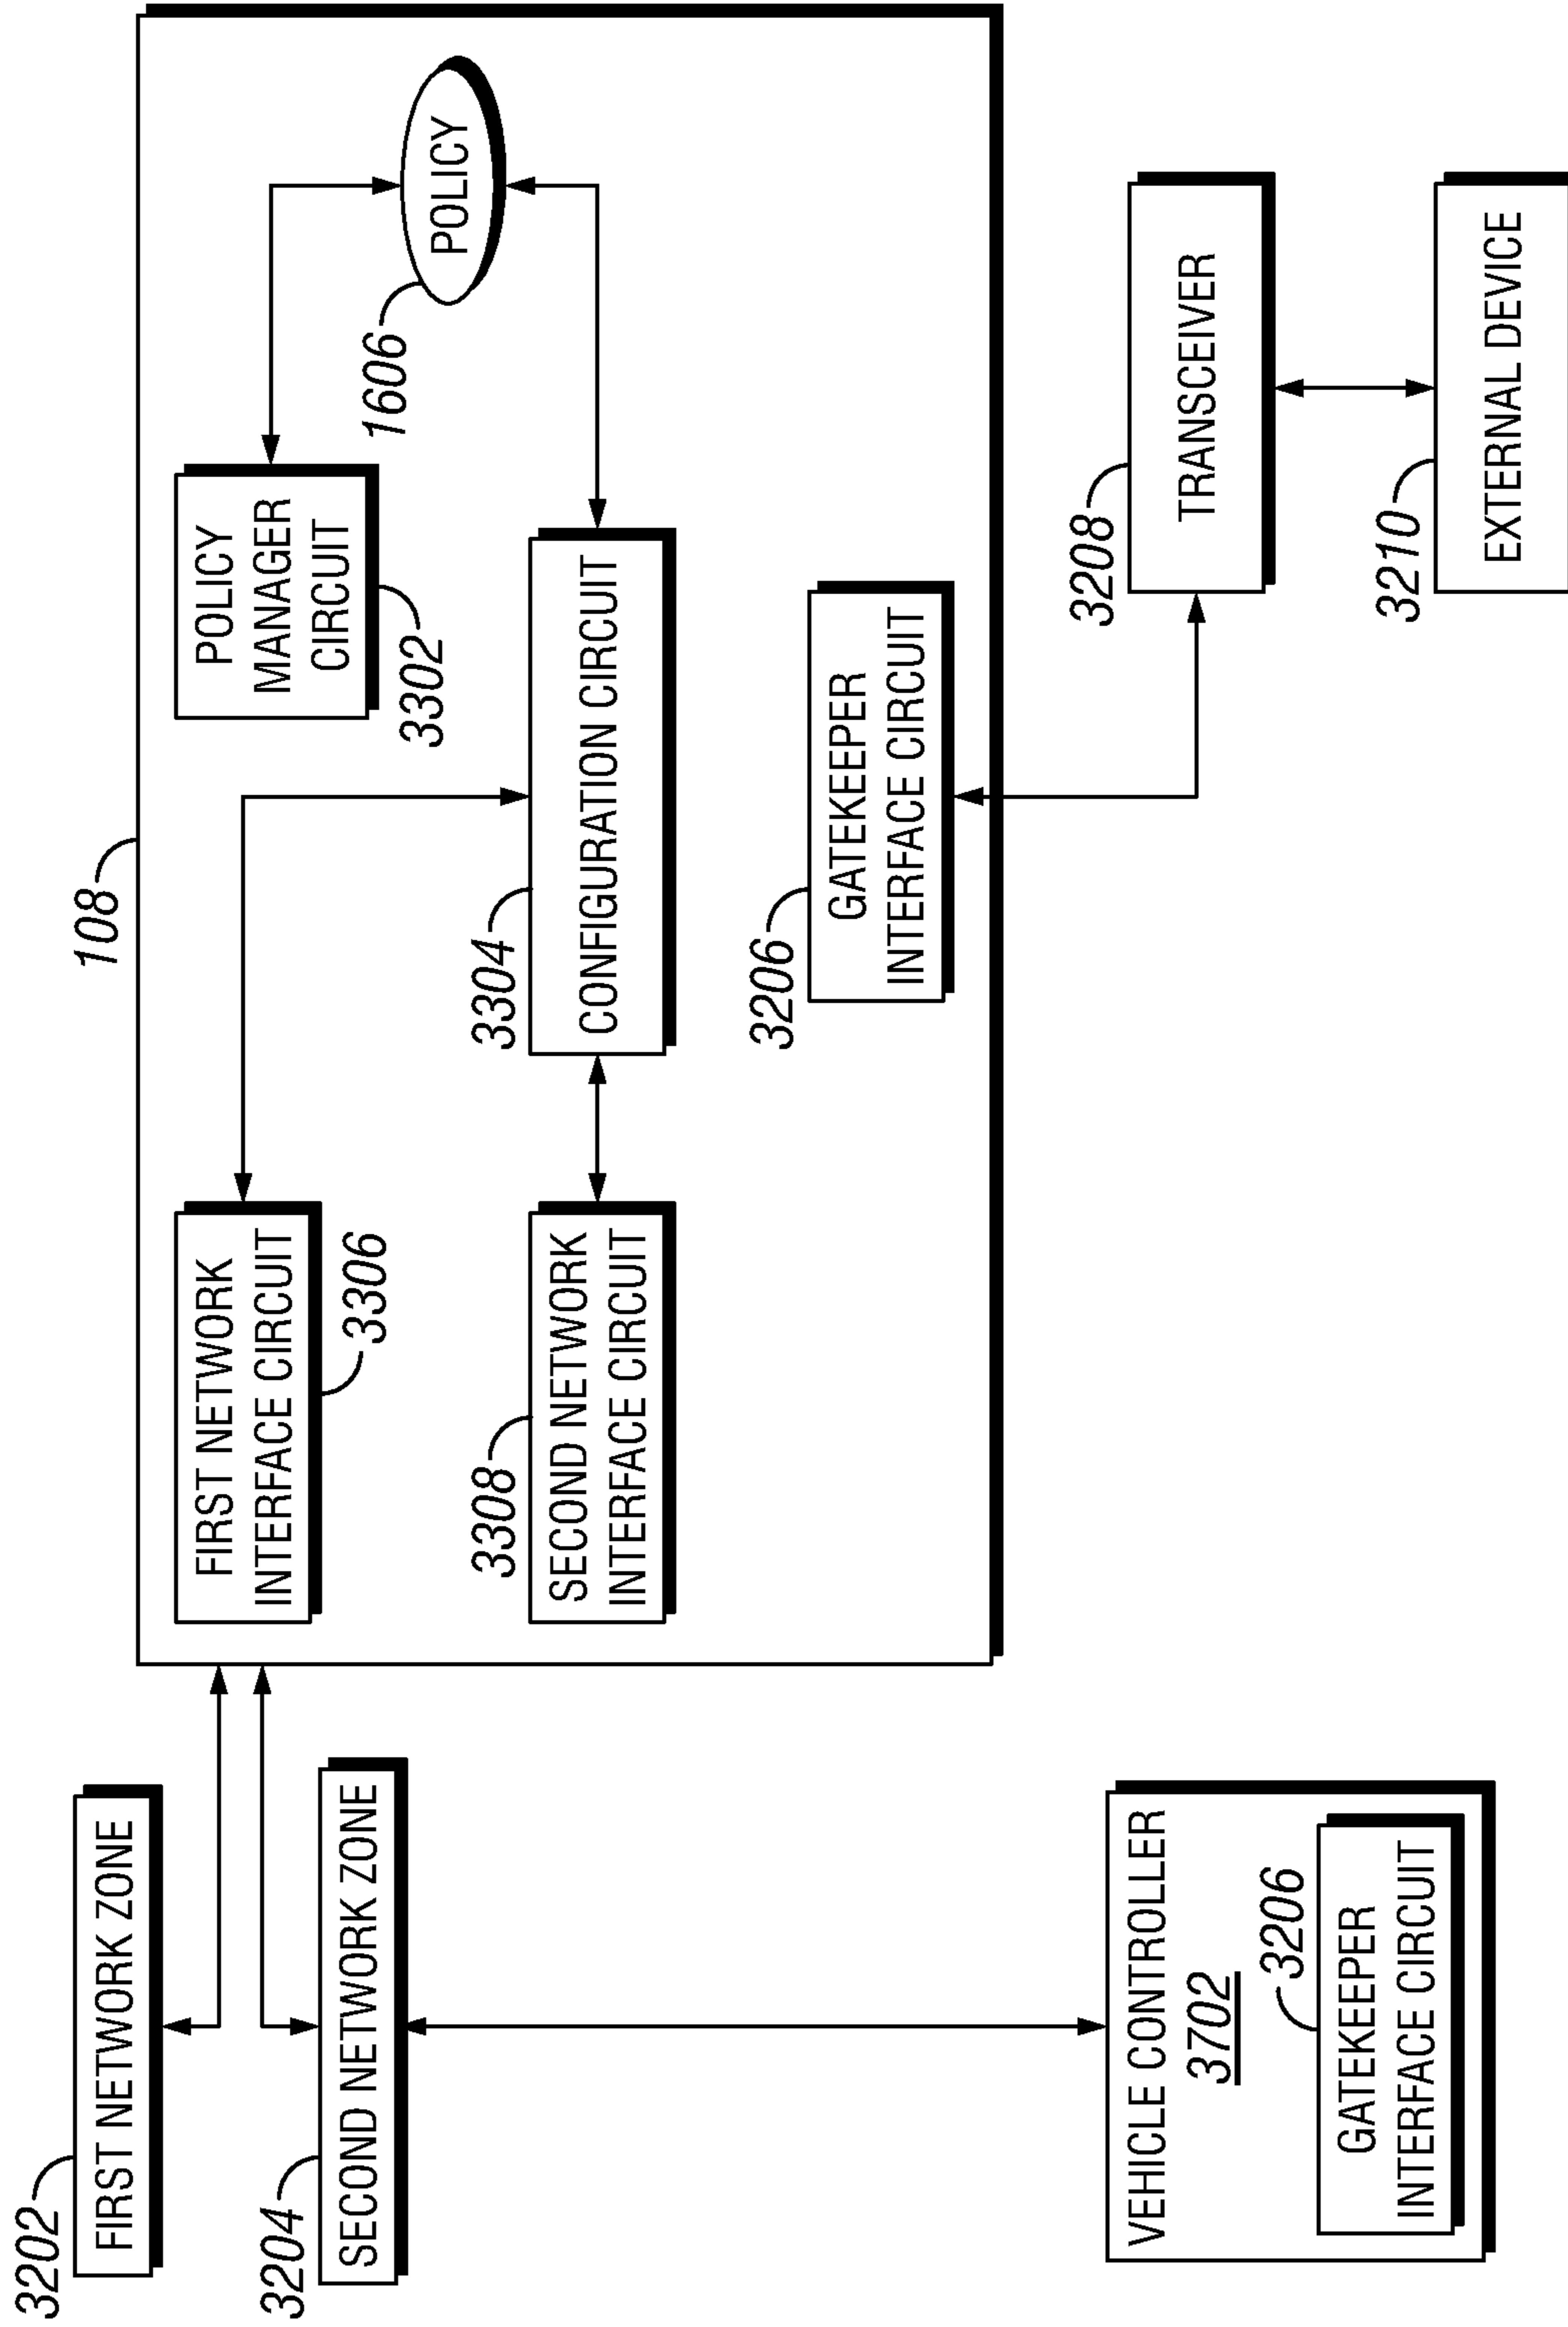 3202
FIRST NETWORK ZONE
3204
SECOND NETWORK ZONE
VEHICLE CONTROLLER
3702
3206
GATEKEEPER
INTERFACE CIRCUIT
108
FIRST NETWORK
INTERFACE CIRCUIT
3306
3308
SECOND NETWORK
INTERFACE CIRCUIT
POLICY
MANAGER
CIRCUIT
3302
1606
POLICY
3304
CONFIGURATION CIRCUIT
3206
GATEKEEPER
INTERFACE CIRCUIT
3208
TRANSCEIVER
3210
EXTERNAL DEVICE